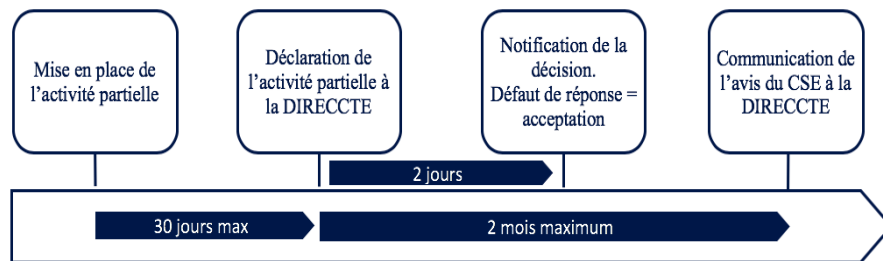 Mise en place de
l'activité partielle
Déclaration de
l'activité partielle à
la DIRECCTE
Notification de la
décision.
Défaut de réponse =
acceptation
Communication de
l'avis du CSE à la
DIRECCTE
2 jours
30 jours max
2 mois maximum